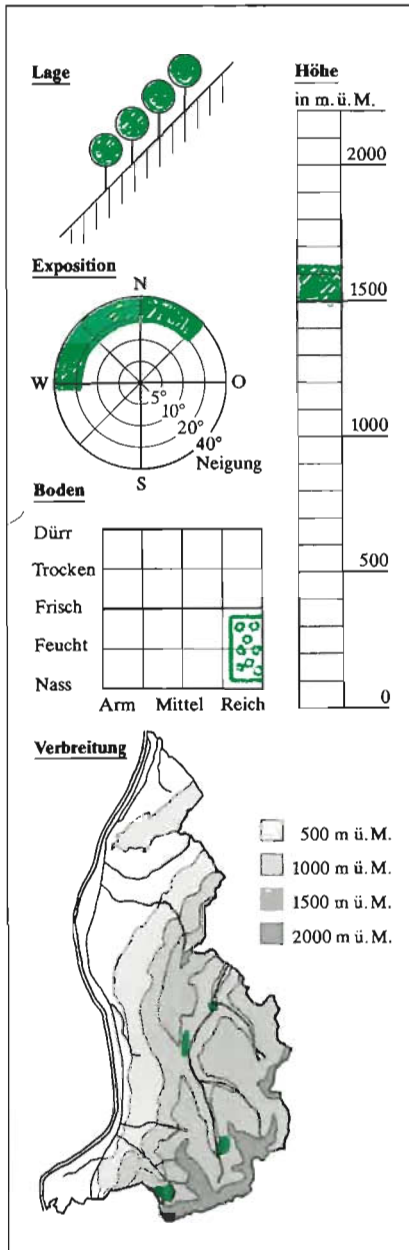 Lage
Höhe
in m. ü. M.
2000
1500
1000
500
0
Exposition
N
W
O
S
5°
10°
20°
40°
Neigung
Boden
Dürr
Trocken
Frisch
Feucht
Nass
Arm Mittel Reich
Verbreitung
500 m ü. M.
1000 m ü. M.
1500 m ü. M.
2000 m ü. M.